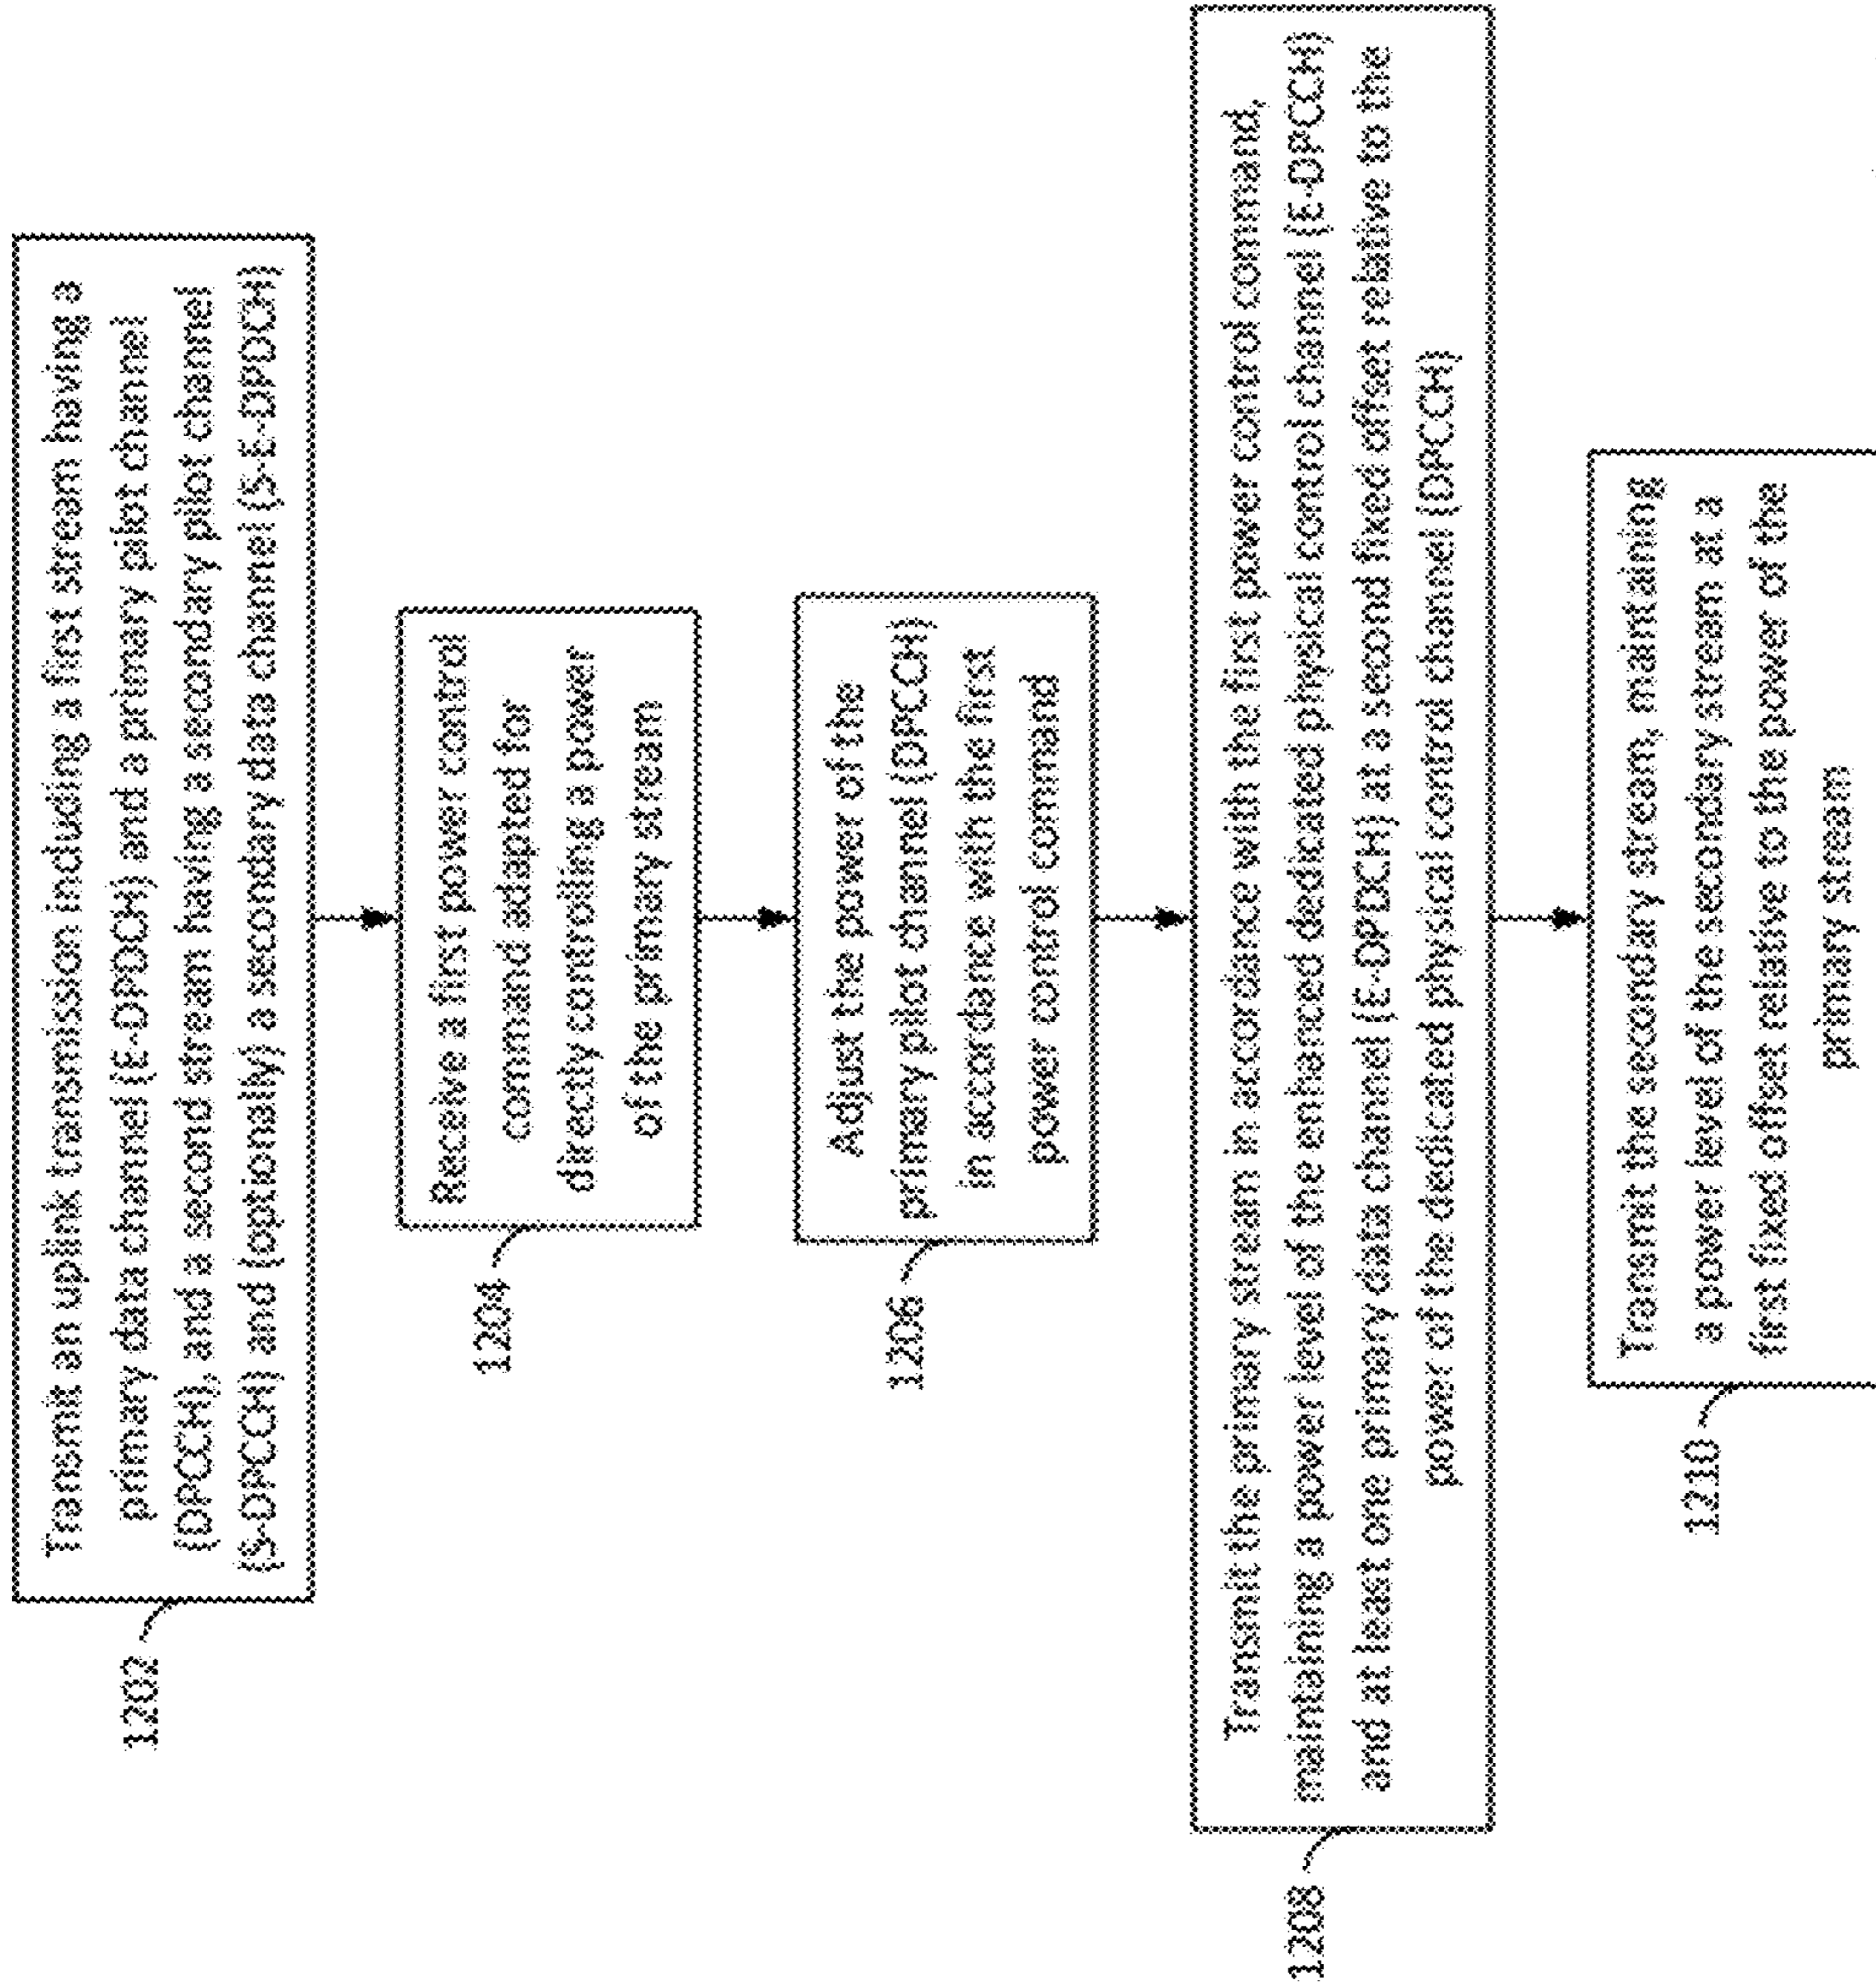 1202
Transmit an uplink transmission including a first stream having a
primary data channel (E-DPDCH) and a primary pilot channel
(DPCCH), and a second stream having a secondary pilot channel
(S-DPCCH) and (optionally) a secondary data channel (S-E-DPDCH)
1204
Receive a first power control
command adapted for
directly controlling a power
of the primary stream
1206
Adjust the power of the
primary pilot channel (DPCCH)
in accordance with the first
power control command
1208
Transmit the primary stream in accordance with the first power control command,
maintaining a power level of the enhanced dedicated physical control channel (E-DPCCH)
and at least one primary data channel (E-DPDCH) at a second fixed offset relative to the
power of the dedicated physical control channel (DPCCH)
1210
Transmit the secondary stream, maintaining
a power level of the secondary stream at a
first fixed offset relative to the power of the
primary stream